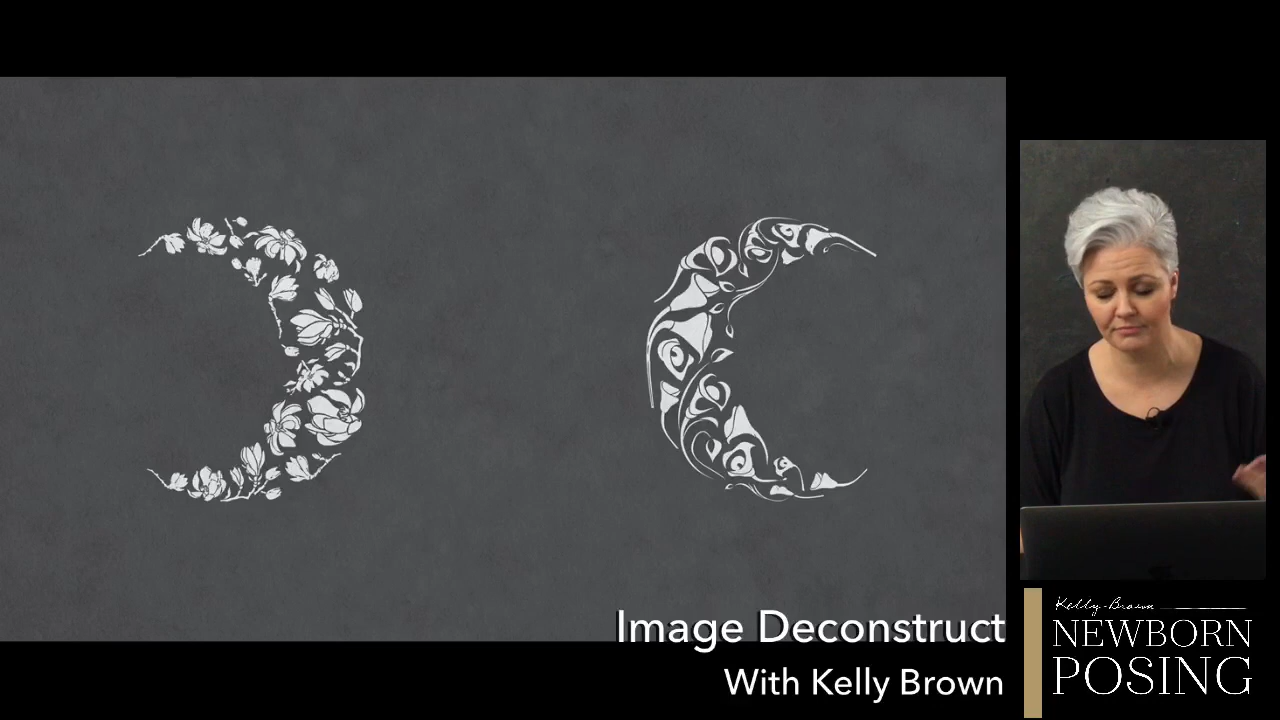 Image Deconstruct
With Kelly Brown
Kelly Brown
NEWBORN
POSING